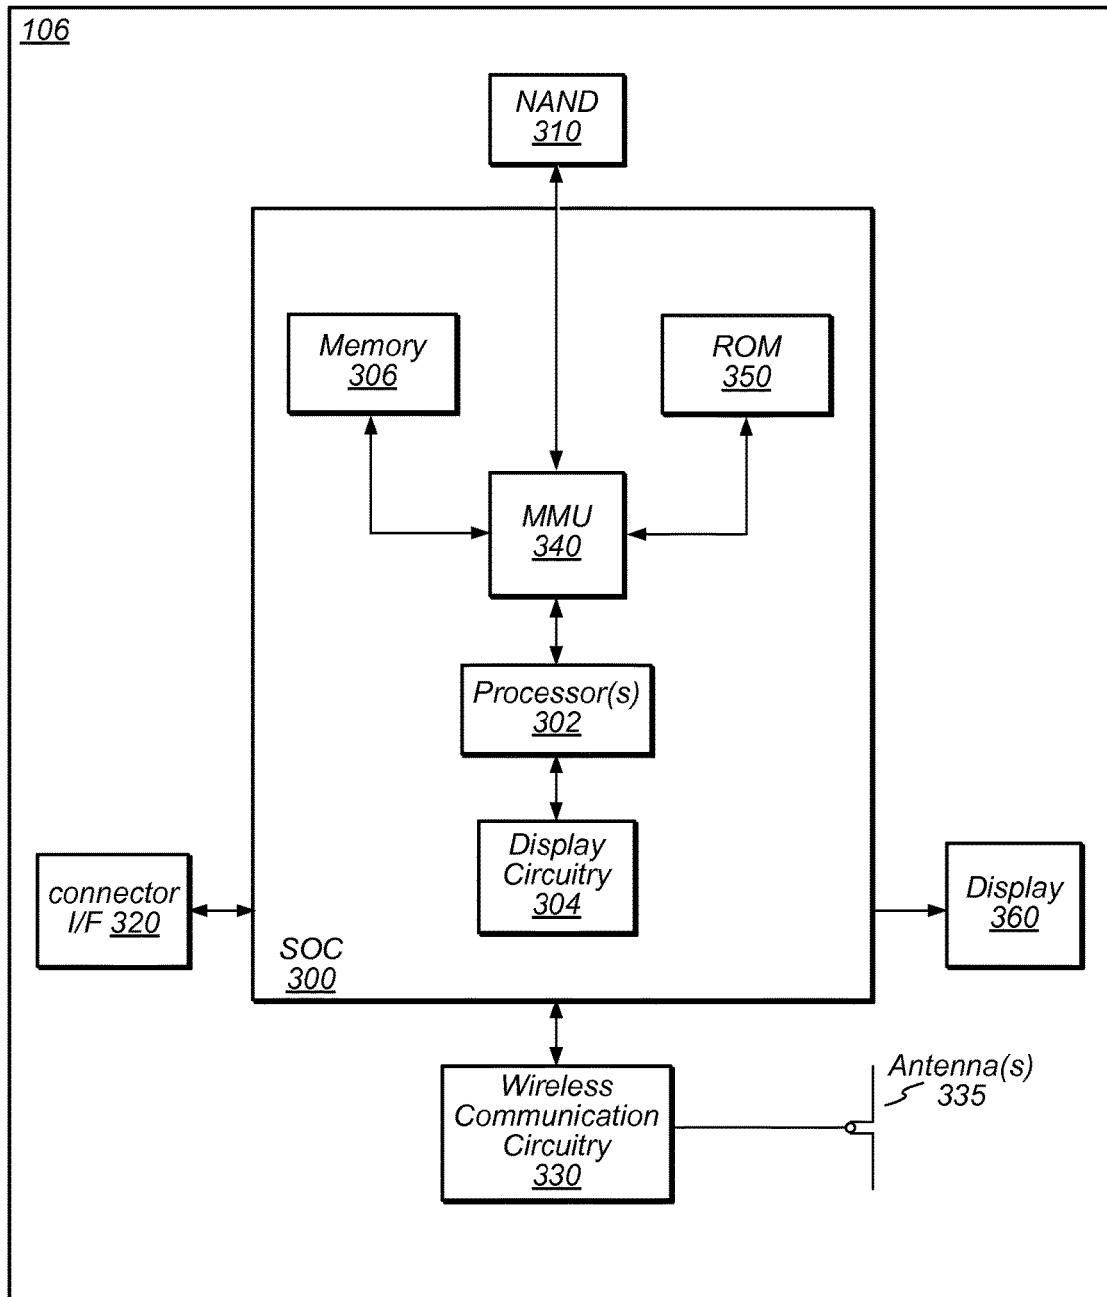 106
NAND
310
Memory
306
ROM
350
MMU
340
Processor(s)
302
Display
Circuitry
304
connector
I/F 320
SOC
300
Display
360
Wireless
Communication
Circuitry
330
Antenna(s)
335